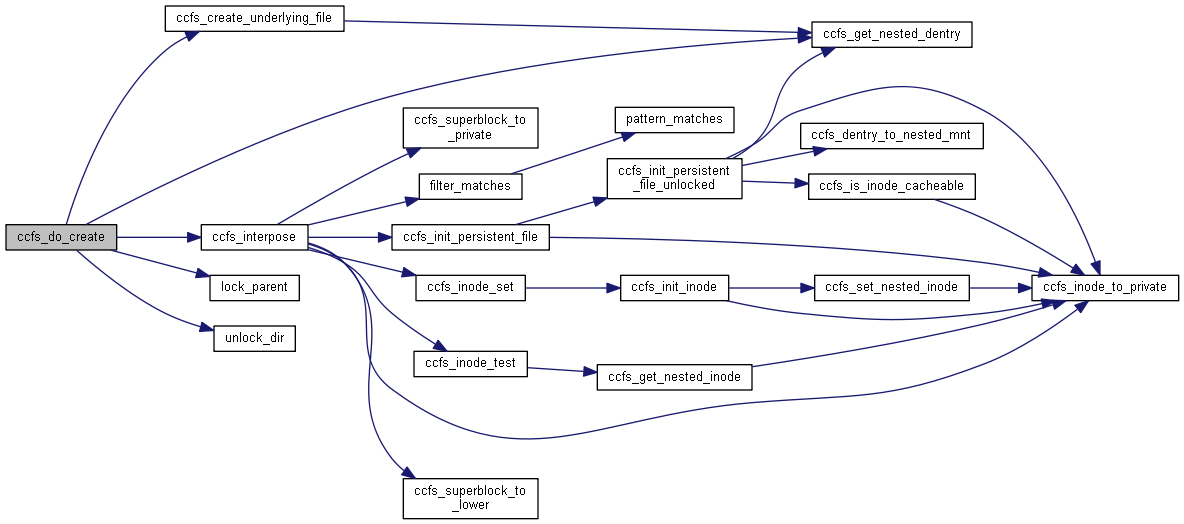 ccfs_create_underlying_file
ccfs_get_nested_dentry
ccfs_superblock_to
_private
pattern_matches
ccfs_dentry_to_nested_mnt
ccfs_init_persistent
_file_unlocked
filter_matches
ccfs_is_inode_cacheable
ccfs_do_create
ccfs_interpose
ccfs_init_persistent_file
lock_parent
ccfs_inode_set
ccfs_init_inode
ccfs_set_nested_inode
ccfs_inode_to_private
unlock_dir
ccfs_inode_test
ccfs_get_nested_inode
ccfs_superblock_to
_lower